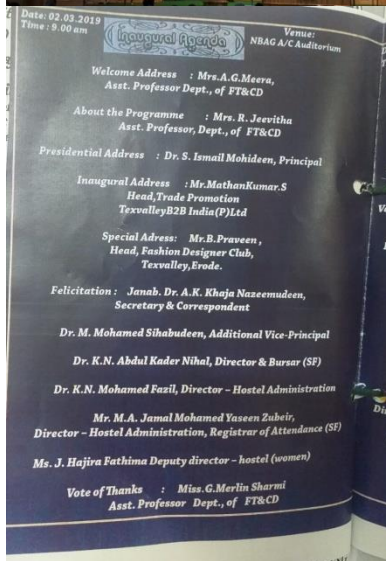 Date: 02.03.2019
Time : 9.00 am
Inaugural Agenda
Venue:
NBAG A/C Auditorium
Welcome Address : Mrs.A.G.Meera,
Asst. Professor Dept., of FT&CD
About the Programme : Mrs. R. Jeevitha
Asst. Professor, Dept., of FT&CD
Presidential Address : Dr. S. Ismail Mohideen, Principal
Inaugural Address : Mr.MathanKumar.S
Head,Trade Promotion
TexvalleyB2B India(P)Ltd
Special Adress: Mr.B.Praveen ,
Head, Fashion Designer Club,
Texvalley,Erode.
Felicitation : Janab. Dr. A.K. Khaja Nazeemudeen,
Secretary & Correspondent
Dr. M. Mohamed Sihabudeen, Additional Vice-Principal
Dr. K.N. Abdul Kader Nihal, Director & Bursar (SF)
Dr. K.N. Mohamed Fazil, Director – Hostel Administration
Mr. M.A. Jamal Mohamed Yaseen Zubeir,
Director – Hostel Administration, Registrar of Attendance (SF)
Ms. J. Hajira Fathima Deputy director – hostel (women)
Vote of Thanks : Miss.G.Merlin Sharmi
Asst. Professor Dept., of FT&CD